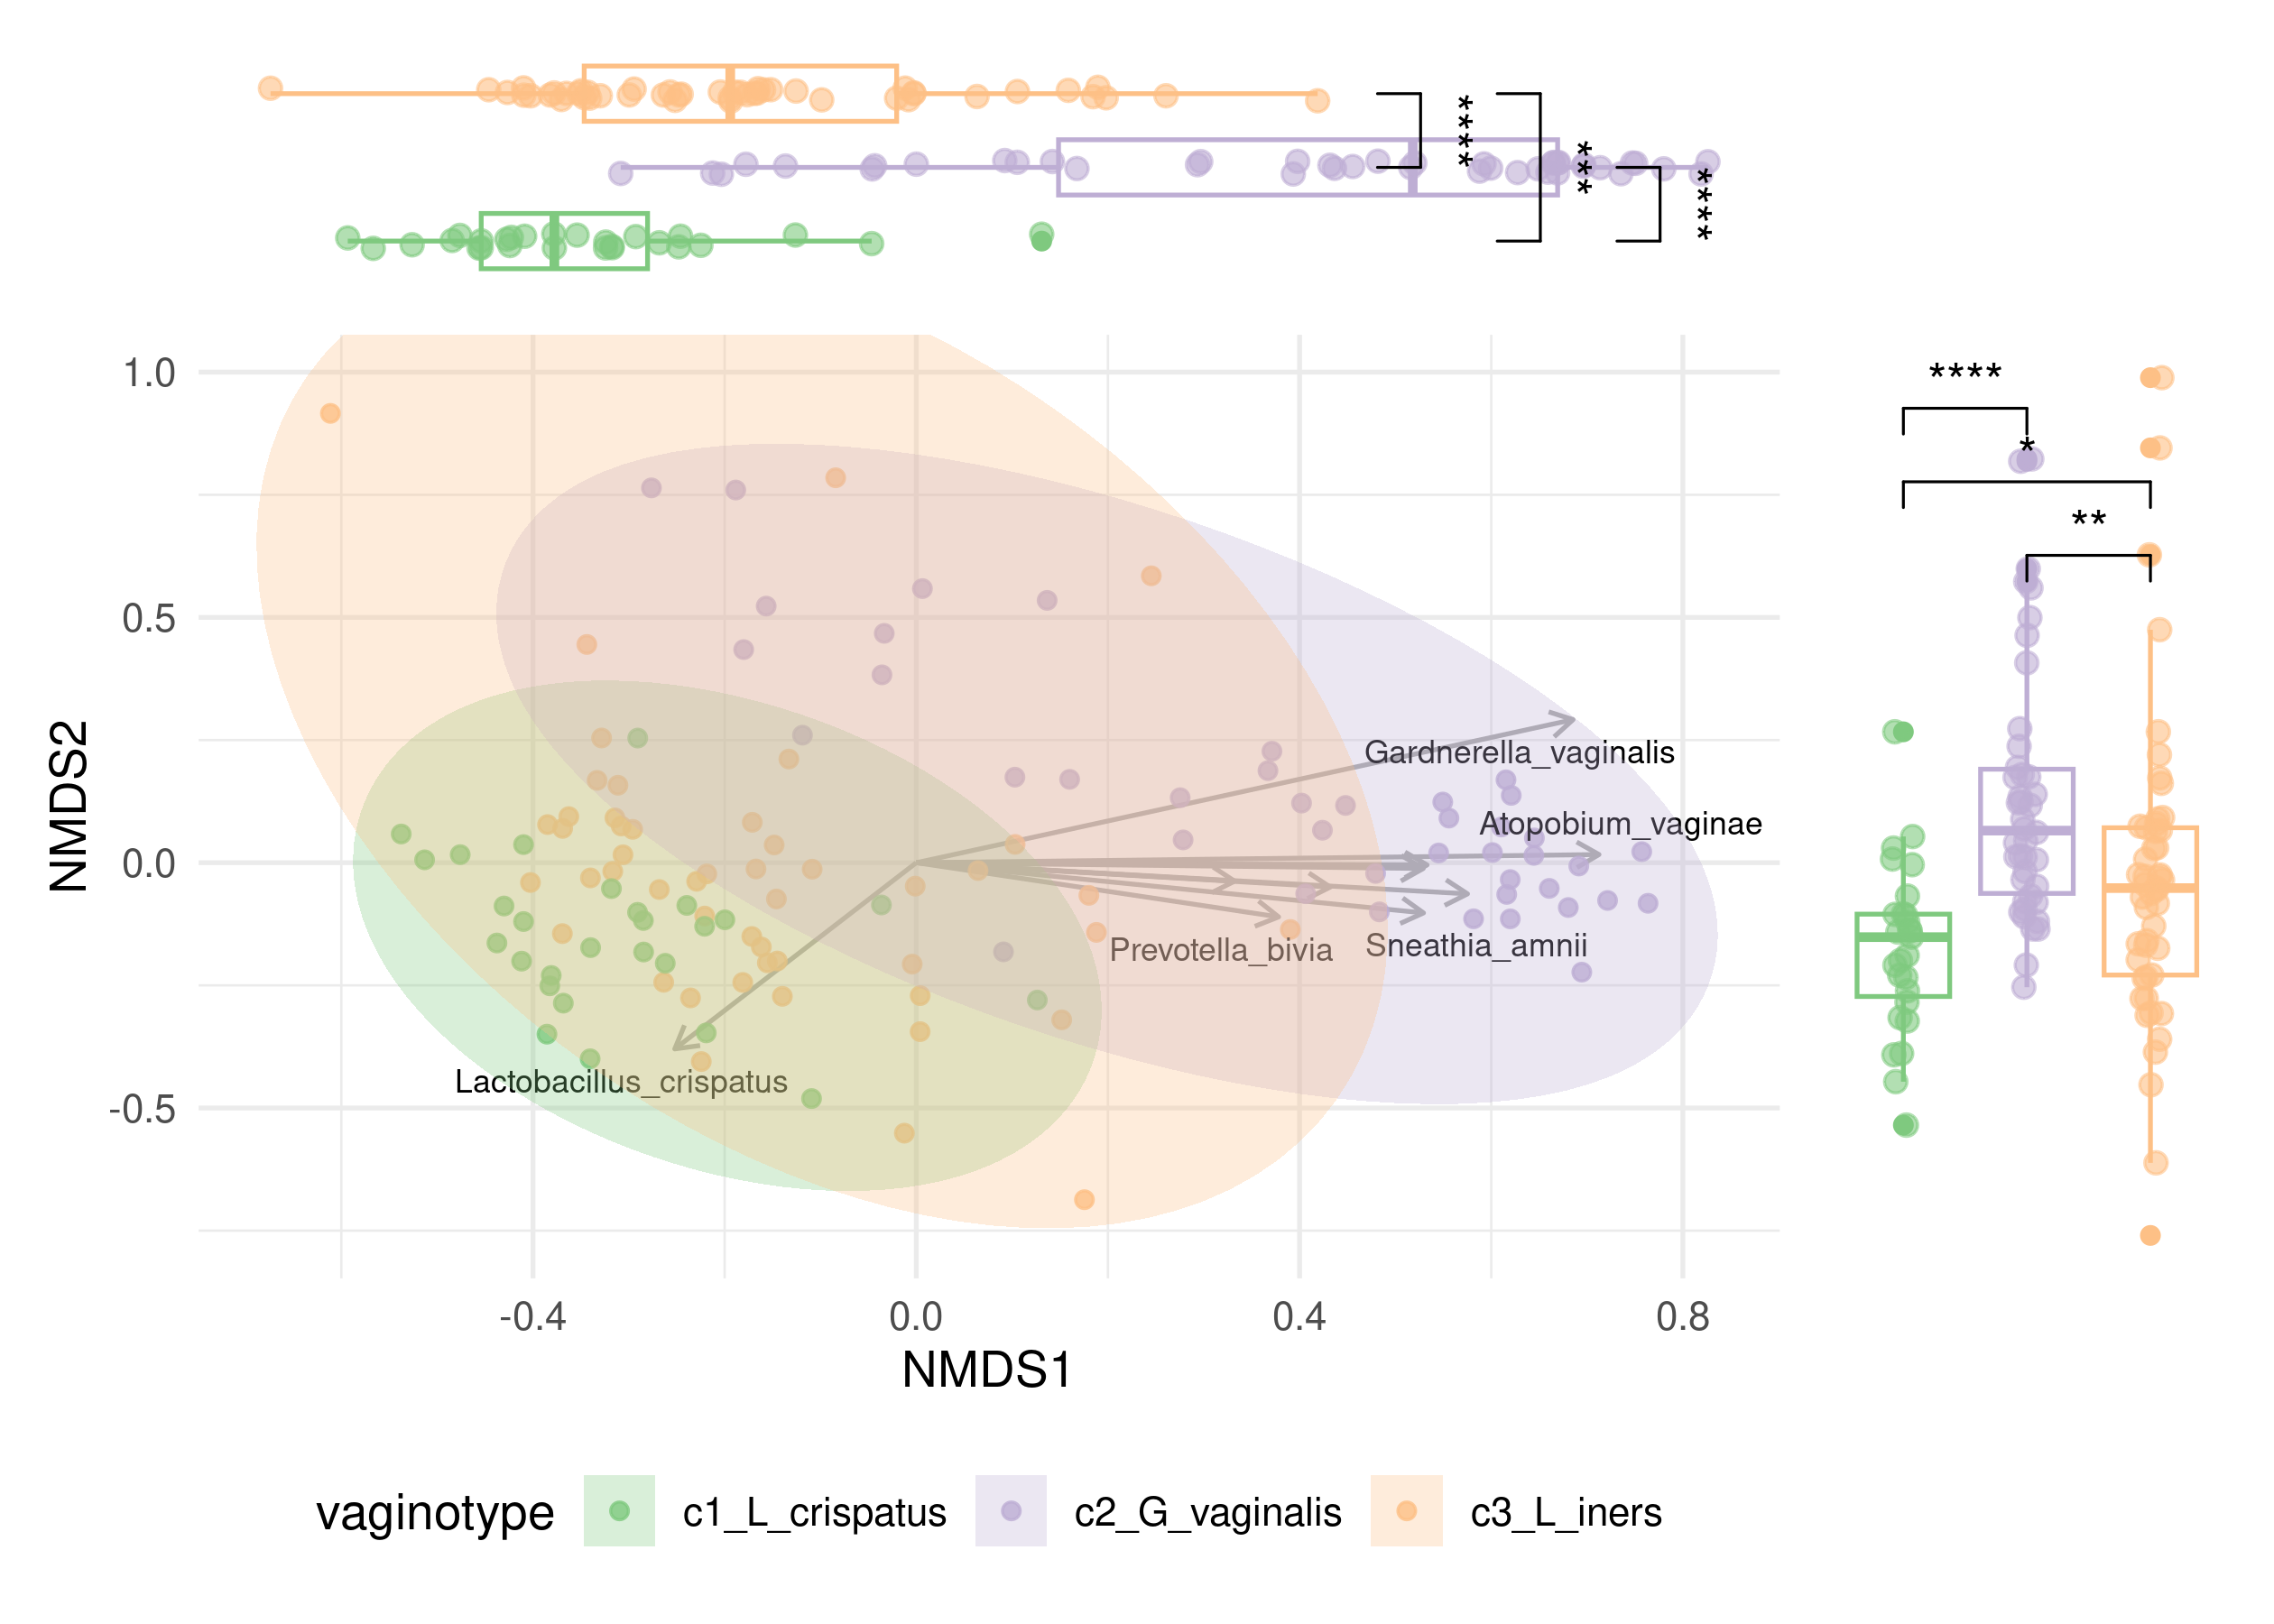 ****
***
****
1.0
0.5
0.0
-0.5
NMDS2
****
*
**
Gardnerella_vaginalis
Atopobium_vaginae
Prevotella_bivia
Sneathia_amnii
Lactobacillus_crispatus
-0.4 0.0 0.4 0.8
NMDS1
vaginotype c1_L_crispatus c2_G_vaginalis c3_L_iners